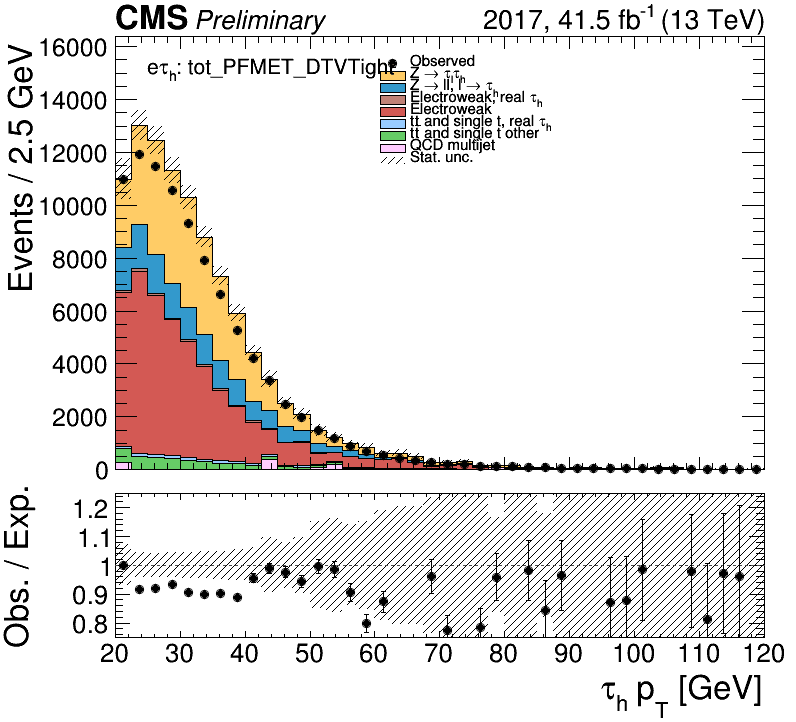 CMS Preliminary 2017, 41.5 fb⁻¹ (13 TeV)
Events / 2.5 GeV
16000
14000
12000
10000
8000
6000
4000
2000
0
eτh: tot_PFMET_DTVTight
Observed
Z → τ τh
Z → ll, l → τh
Electroweak, real τh
Electroweak
tt and single t, real τh
tt and single t other
QCD multijet
Stat. unc.
Obs. / Exp.
1.2
1.1
1
0.9
0.8
20 30 40 50 60 70 80 90 100 110 120
τh pT [GeV]